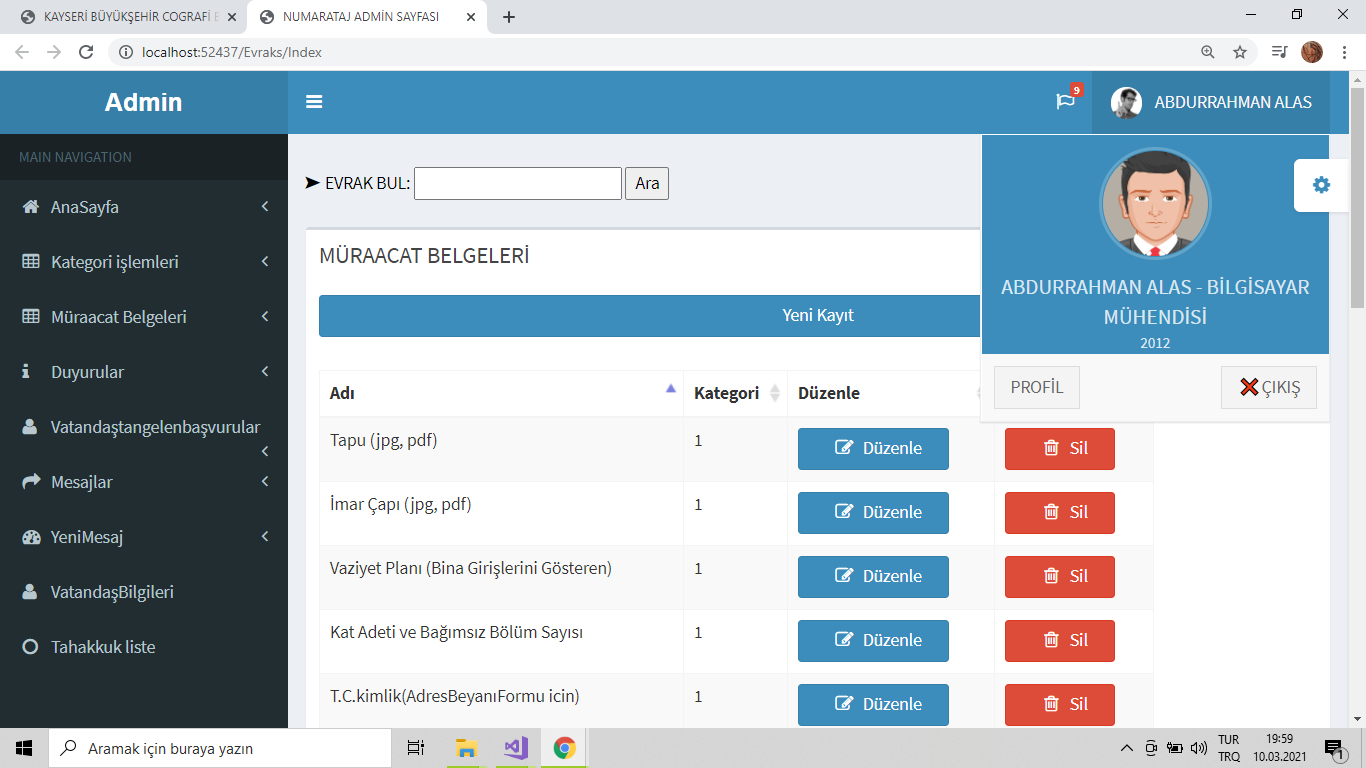 KAYSERİ BÜYÜKŞEHİR COGRAFİ
NUMARATAJ ADMİN SAYFASI
localhost:52437/Evraks/Index
Admin
9
ABDURRAHMAN ALAS
MAIN NAVIGATION
AnaSayfa
Kategori işlemleri
Müraacat Belgeleri
Duyurular
Vatandaştangelenbaşvurular
Mesajlar
YeniMesaj
VatandaşBilgileri
Tahakkuk liste
➤ EVRAK BUL: Ara
MÜRAACAT BELGELERİ
Yeni Kayıt
ABDURRAHMAN ALAS - BİLGİSAYAR
MÜHENDİSİ
2012
PROFİL ❌ÇIKIŞ
Adı Kategori Düzenle
Tapu (jpg, pdf) 1 Düzenle Sil
İmar Çapı (jpg, pdf) 1 Düzenle Sil
Vaziyet Planı (Bina Girişlerini Gösteren) 1 Düzenle Sil
Kat Adeti ve Bağımsız Bölüm Sayısı 1 Düzenle Sil
T.C.kimlik(AdresBeyanıFormu icin) 1 Düzenle Sil
Aramak için buraya yazın
TUR
TRQ
19:59
10.03.2021
1